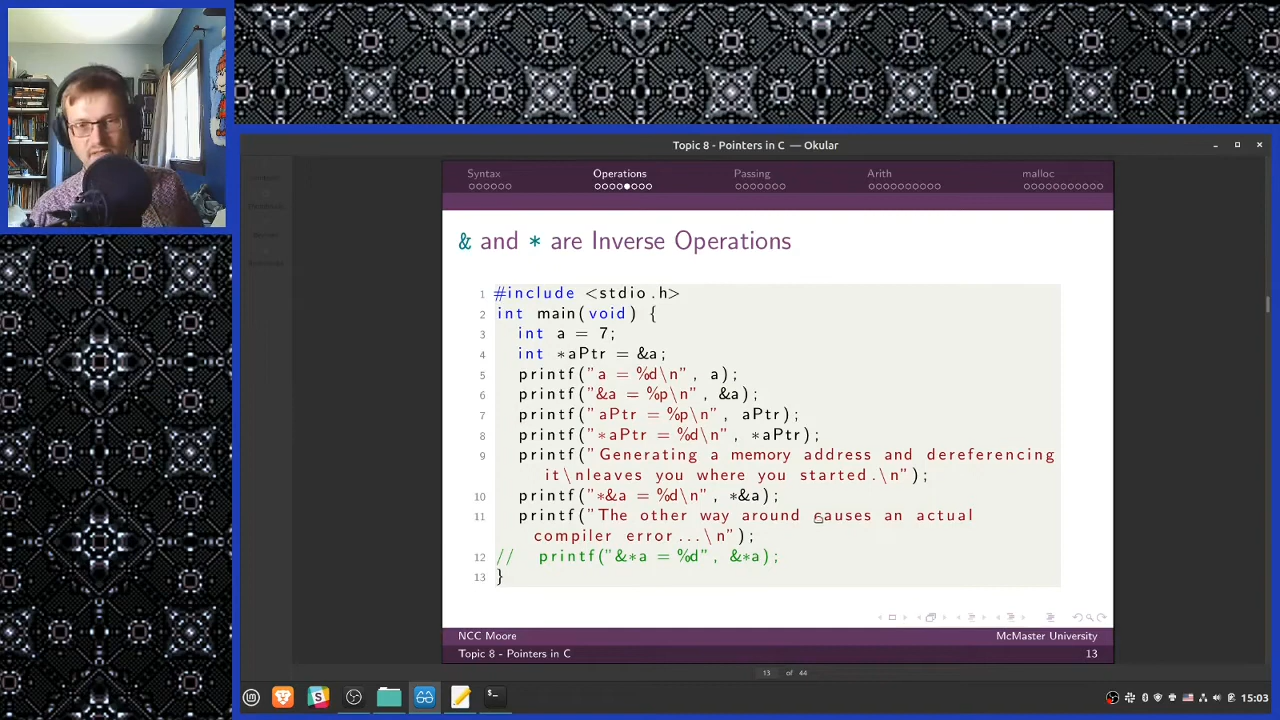 Topic 8 - Pointers in C — Okular
Syntax Operations Passing Arith malloc
& and * are Inverse Operations
1 #include <stdio.h>
2 int main(void) {
3 int a = 7;
4 int *aPtr = &a;
5 printf("a = %d\n", a);
6 printf("&a = %p\n", &a);
7 printf("aPtr = %p\n", aPtr);
8 printf("*aPtr = %d\n", *aPtr);
9 printf("Generating a memory address and dereferencing
it\nleaves you where you started.\n");
10 printf("*&a = %d\n", *&a);
11 printf("The other way around causes an actual
compiler error...\n");
12 // printf("&*a = %d", &*a);
13 }
NCC Moore McMaster University
Topic 8 - Pointers in C 13
13 of 44
15:03